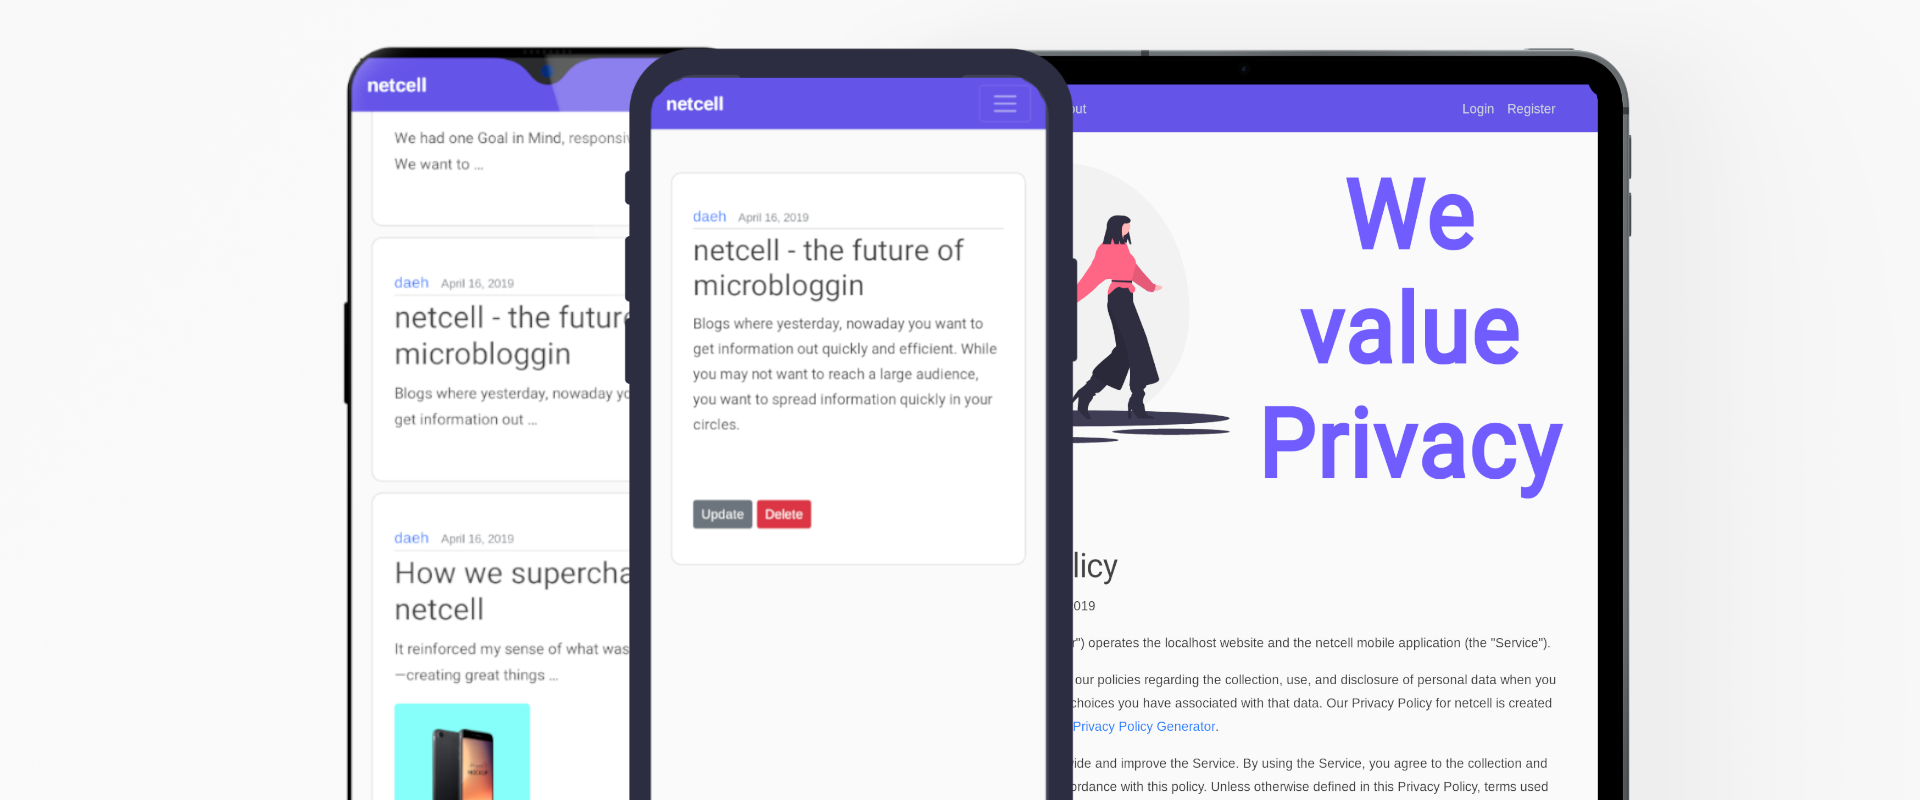 netcell
We had one Goal in Mind, responsiv
We want to ...
daeh April 16, 2019
netcell - the future
microbloggin
Blogs where yesterday, nowaday yo
get information out ...
daeh April 16, 2019
How we supercha
netcell
It reinforced my sense of what was
—creating great things ...
netcell
daeh April 16, 2019
netcell - the future of
microbloggin
Blogs where yesterday, nowaday you want to
get information out quickly and efficient. While
you may not want to reach a large audience,
you want to spread information quickly in your
circles.
Update Delete
out Login Register
We
value
Privacy
licy
2019
r") operates the localhost website and the netcell mobile application (the "Service").
our policies regarding the collection, use, and disclosure of personal data when you
choices you have associated with that data. Our Privacy Policy for netcell is created
Privacy Policy Generator.
vide and improve the Service. By using the Service, you agree to the collection and
ordance with this policy. Unless otherwise defined in this Privacy Policy, terms used